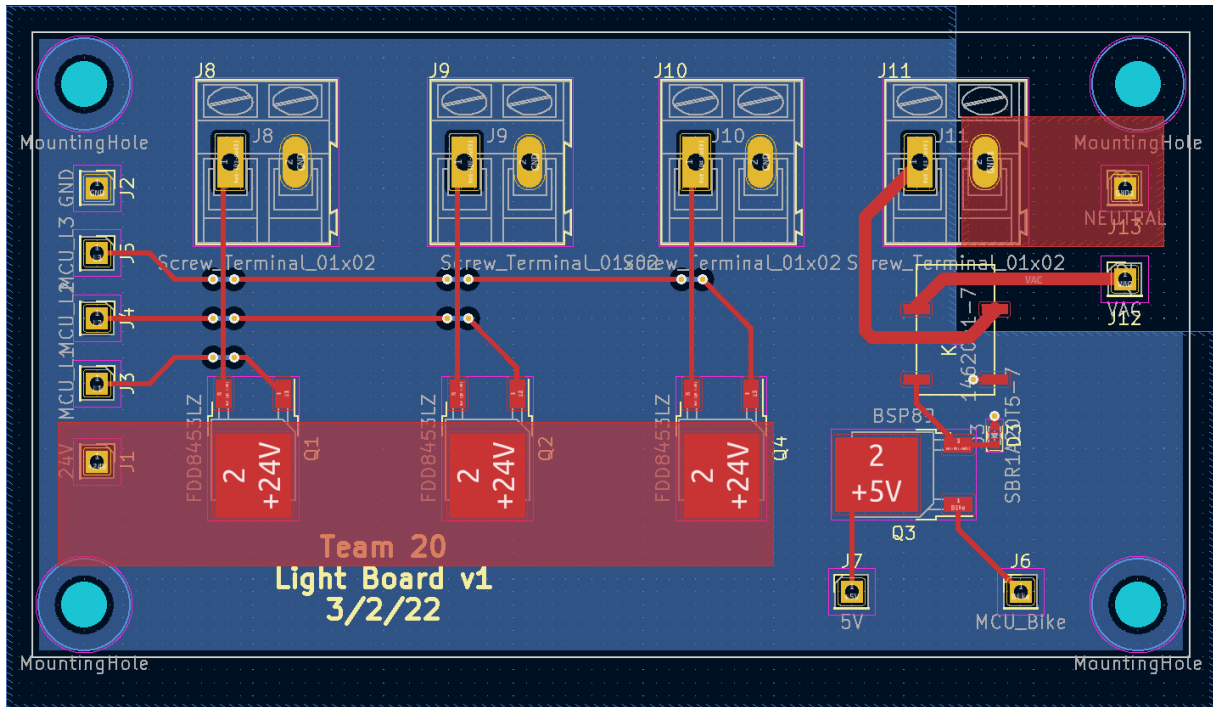 J8
J9
J10
J11
MountingHole
MountingHole
J8
J9
J10
J11
GND
J2
NEUTRAL
J13
MCU_L3
J5
Screw_Terminal_01x02
Screw_Terminal_01x02
Screw_Terminal_01x02
Screw_Terminal_01x02
VAC
VAC
J12
MCU_L2
J4
MCU_L1
J3
BSP89
24V
J1
FDD8453LZ
2
+24V
Q1
FDD8453LZ
2
+24V
Q2
FDD8453LZ
2
+24V
Q4
2
+5V
Q3
D3
Team 20
Light Board v1
3/2/22
J7
5V
J6
MCU_Bike
MountingHole
MountingHole